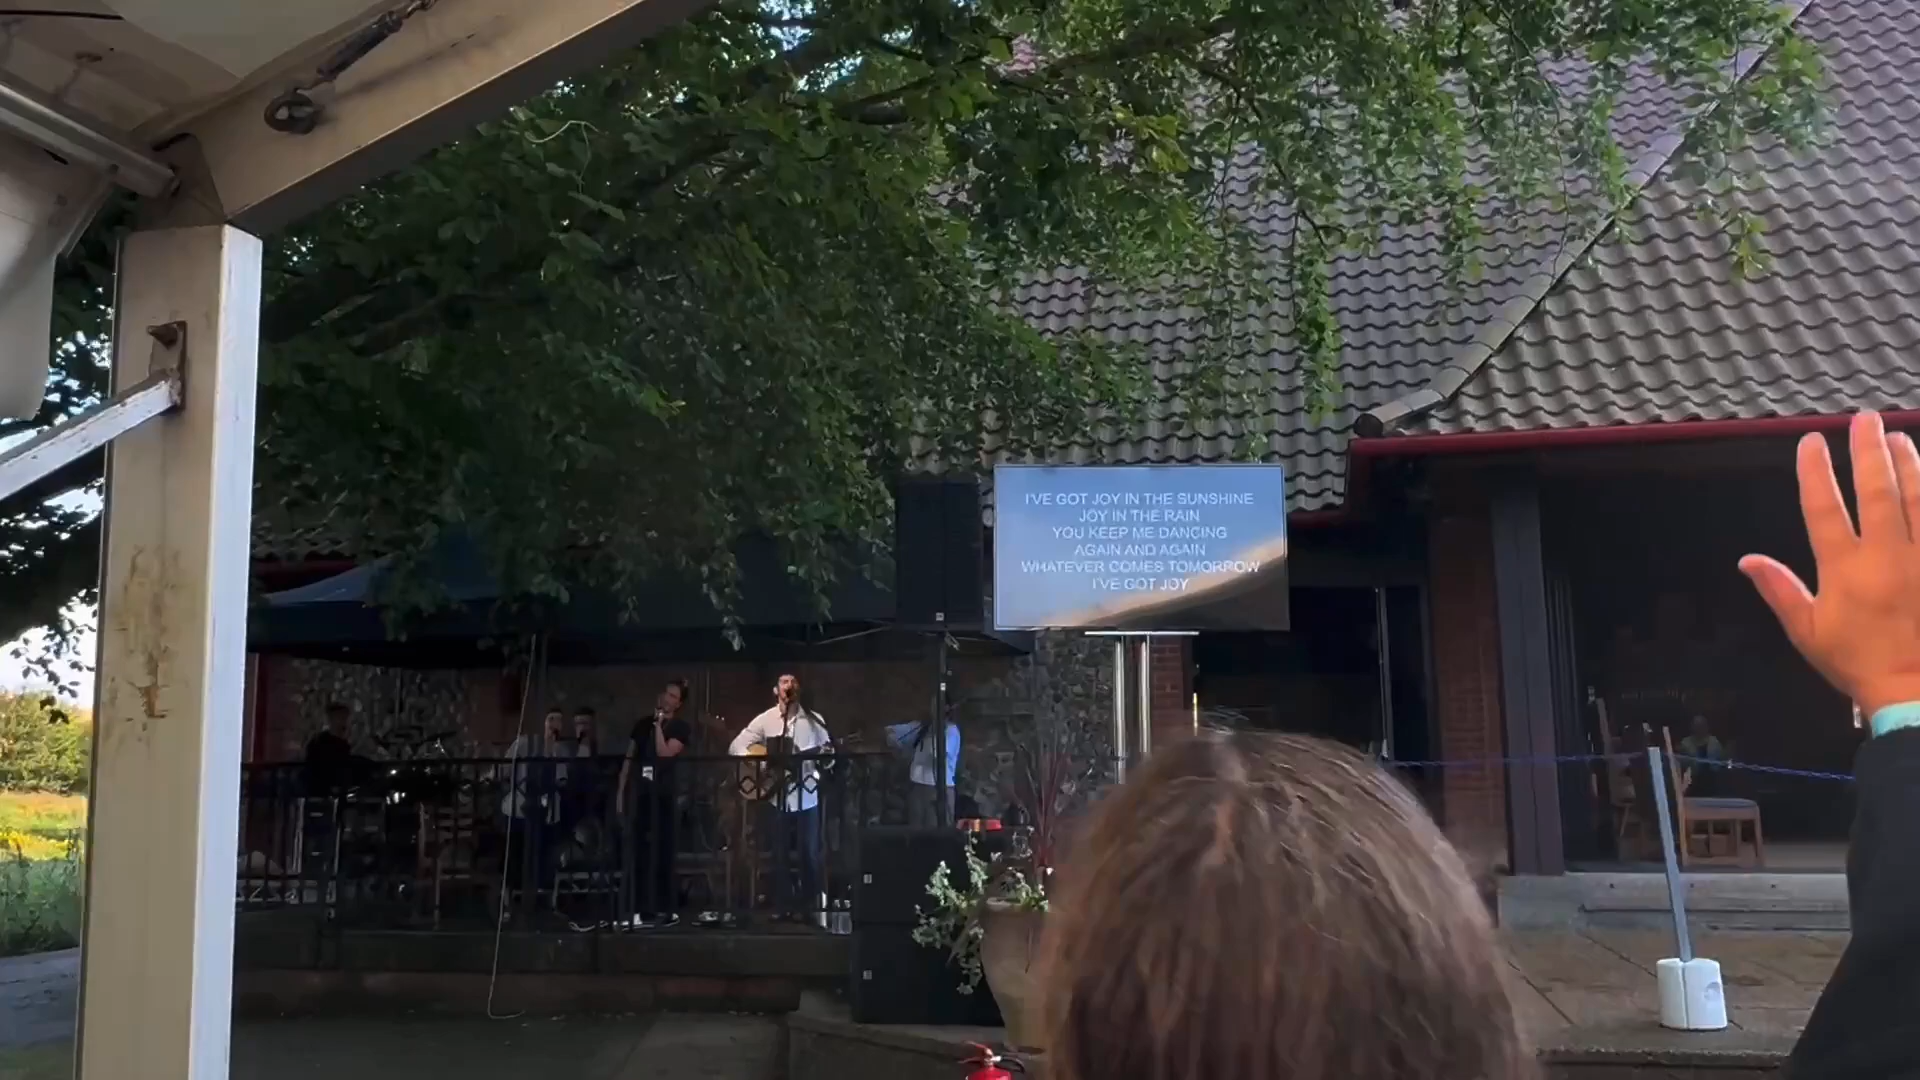 I'VE GOT JOY IN THE SUNSHINE
JOY IN THE RAIN
YOU KEEP ME DANCING
AGAIN AND AGAIN
WHATEVER COMES TOMORROW
I'VE GOT JOY